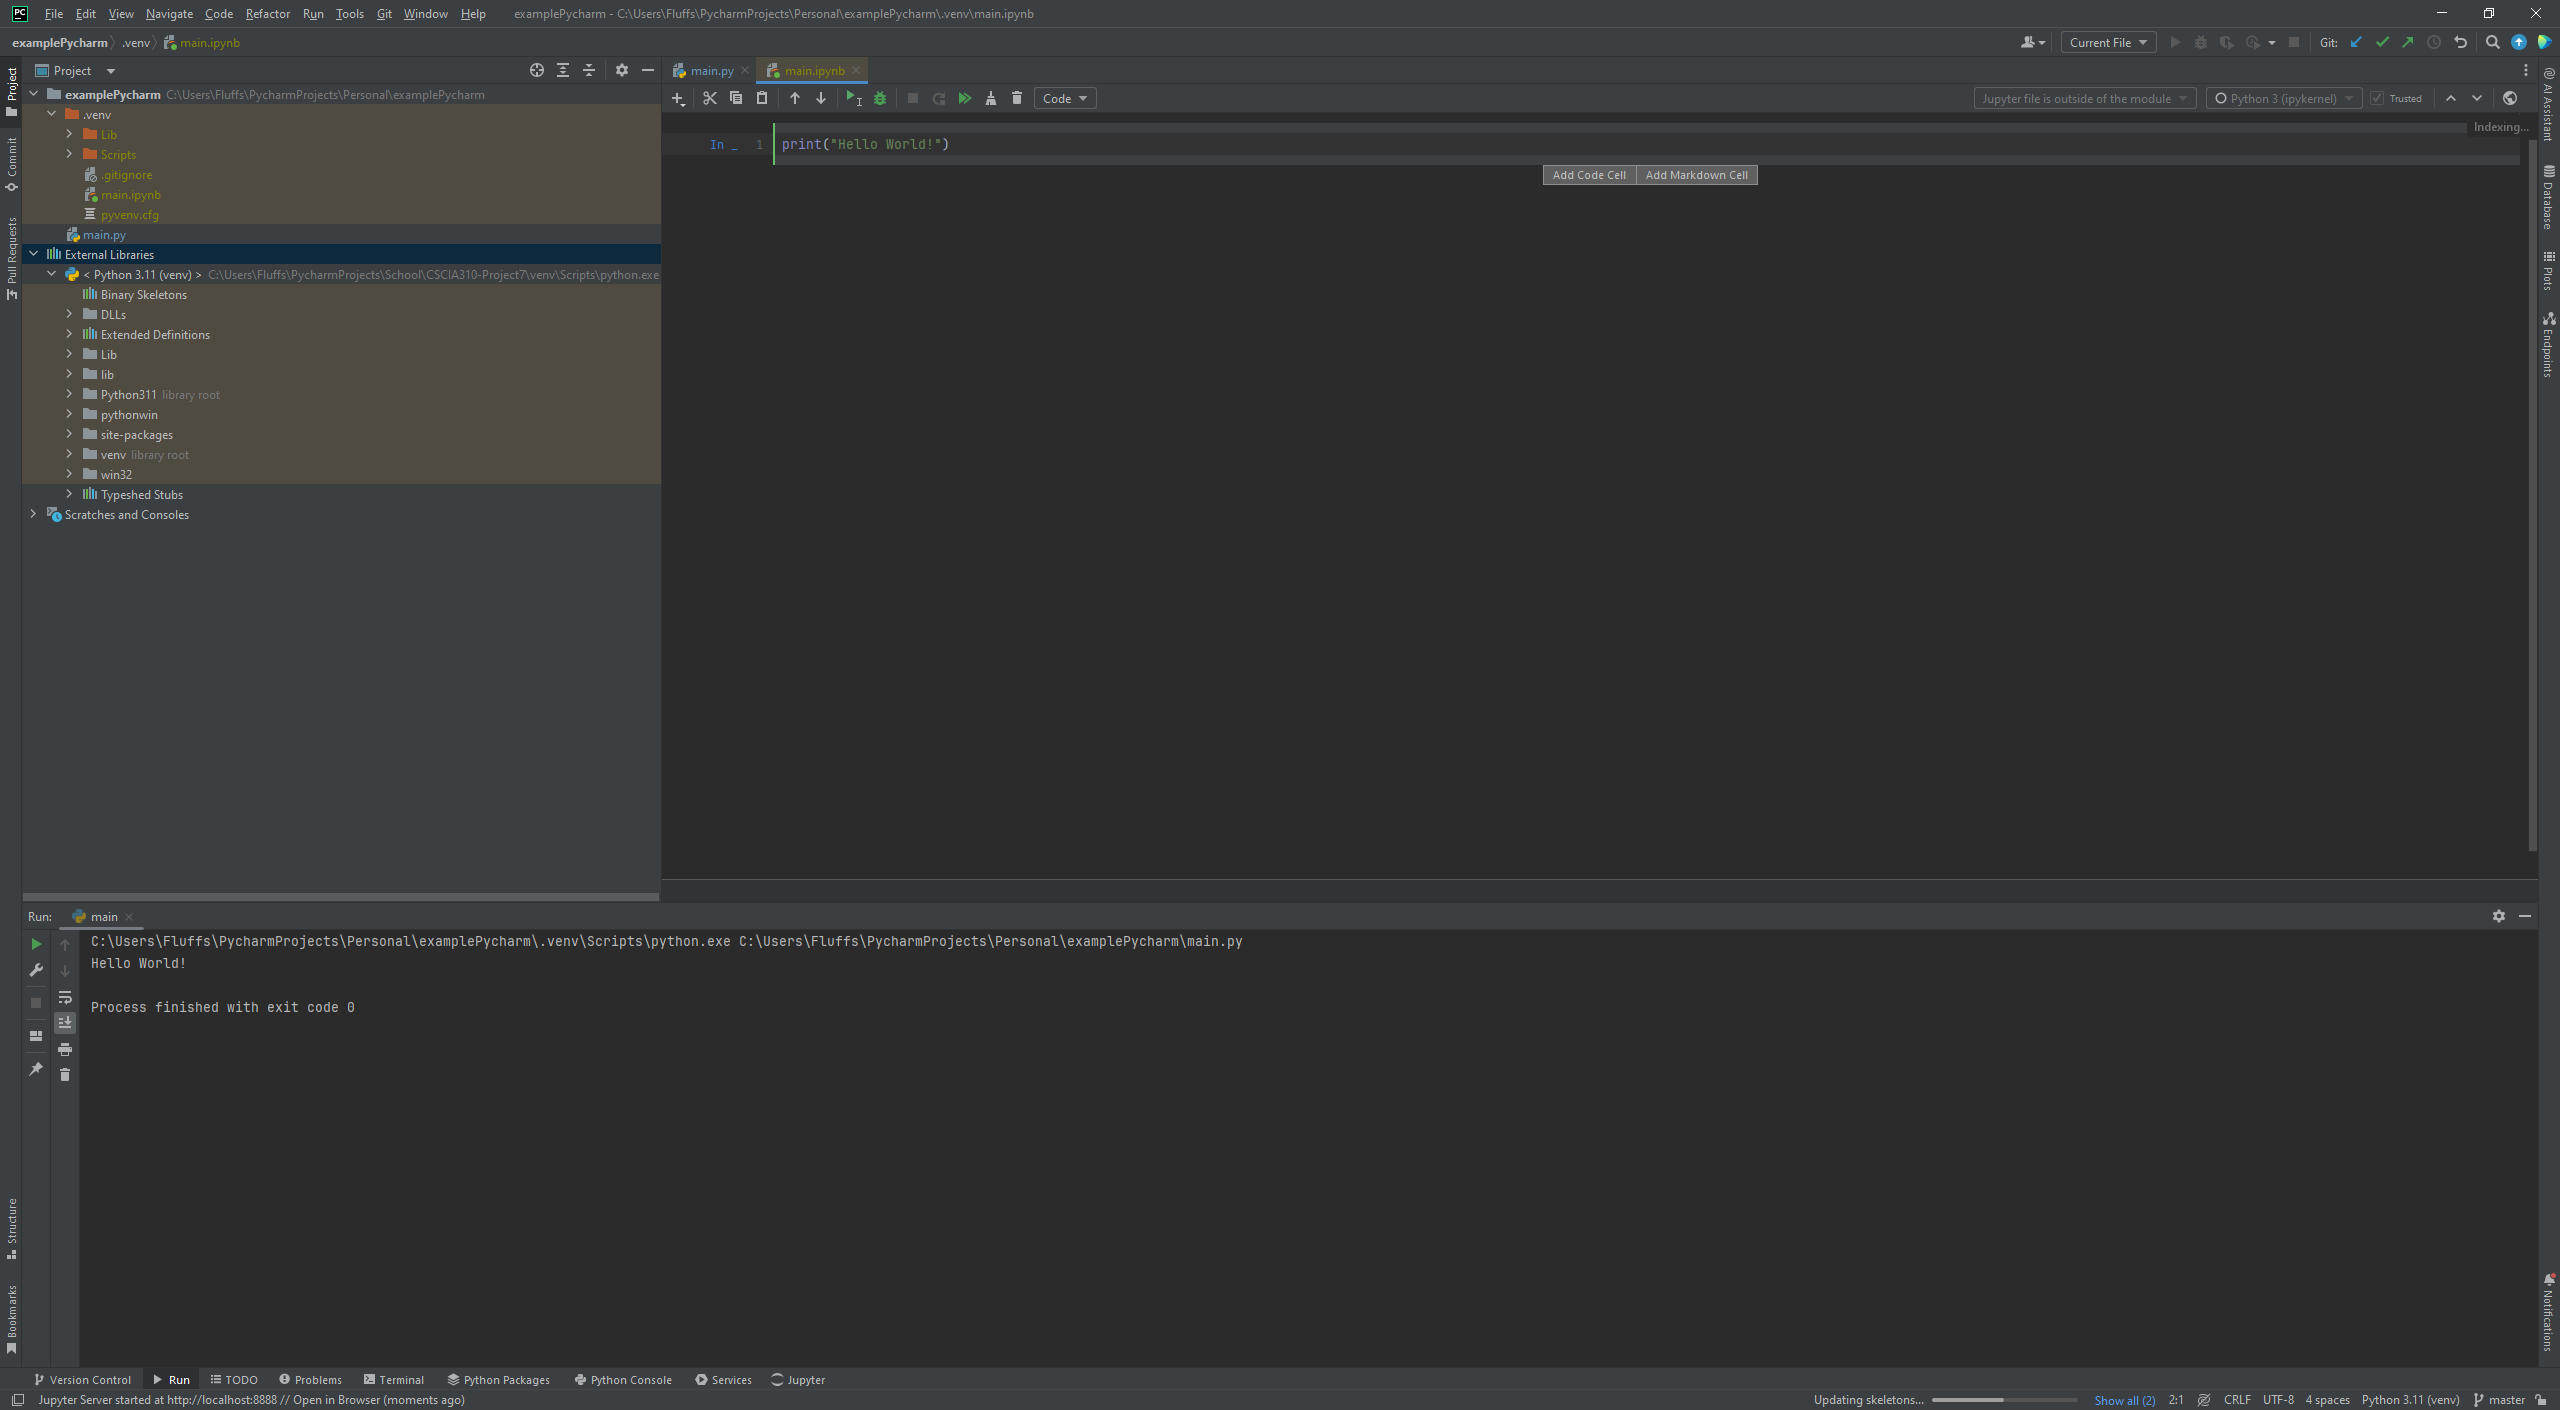 PC File Edit View Navigate Code Refactor Run Tools Git Window Help examplePycharm - C:\Users\Fluffs\PycharmProjects\Personal\examplePycharm\.venv\main.ipynb
examplePycharm .venv main.ipynb Current File Git:
Project
main.py main.ipynb
examplePycharm C:\Users\Fluffs\PycharmProjects\Personal\examplePycharm
.venv
Lib
Scripts
.gitignore
main.ipynb
pyvenv.cfg
main.py
External Libraries
< Python 3.11 (venv) > C:\Users\Fluffs\PycharmProjects\School\CSCIA310-Project7\venv\Scripts\python.exe
Binary Skeletons
DLLs
Extended Definitions
Lib
lib
Python311 library root
pythonwin
site-packages
venv library root
win32
Typeshed Stubs
Scratches and Consoles
Code Jupyter file is outside of the module Python 3 (ipykernel) Trusted
Indexing...
In _ 1 print("Hello World!")
Add Code Cell Add Markdown Cell
Project
Commit
Pull Requests
Structure
Bookmarks
AI Assistant
Database
Plots
Endpoints
Notifications
Run: main
C:\Users\Fluffs\PycharmProjects\Personal\examplePycharm\.venv\Scripts\python.exe C:\Users\Fluffs\PycharmProjects\Personal\examplePycharm\main.py
Hello World!
Process finished with exit code 0
Version Control Run TODO Problems Terminal Python Packages Python Console Services Jupyter
Jupyter Server started at http://localhost:8888 // Open in Browser (moments ago) Updating skeletons... Show all (2) 2:1 CRLF UTF-8 4 spaces Python 3.11 (venv) master